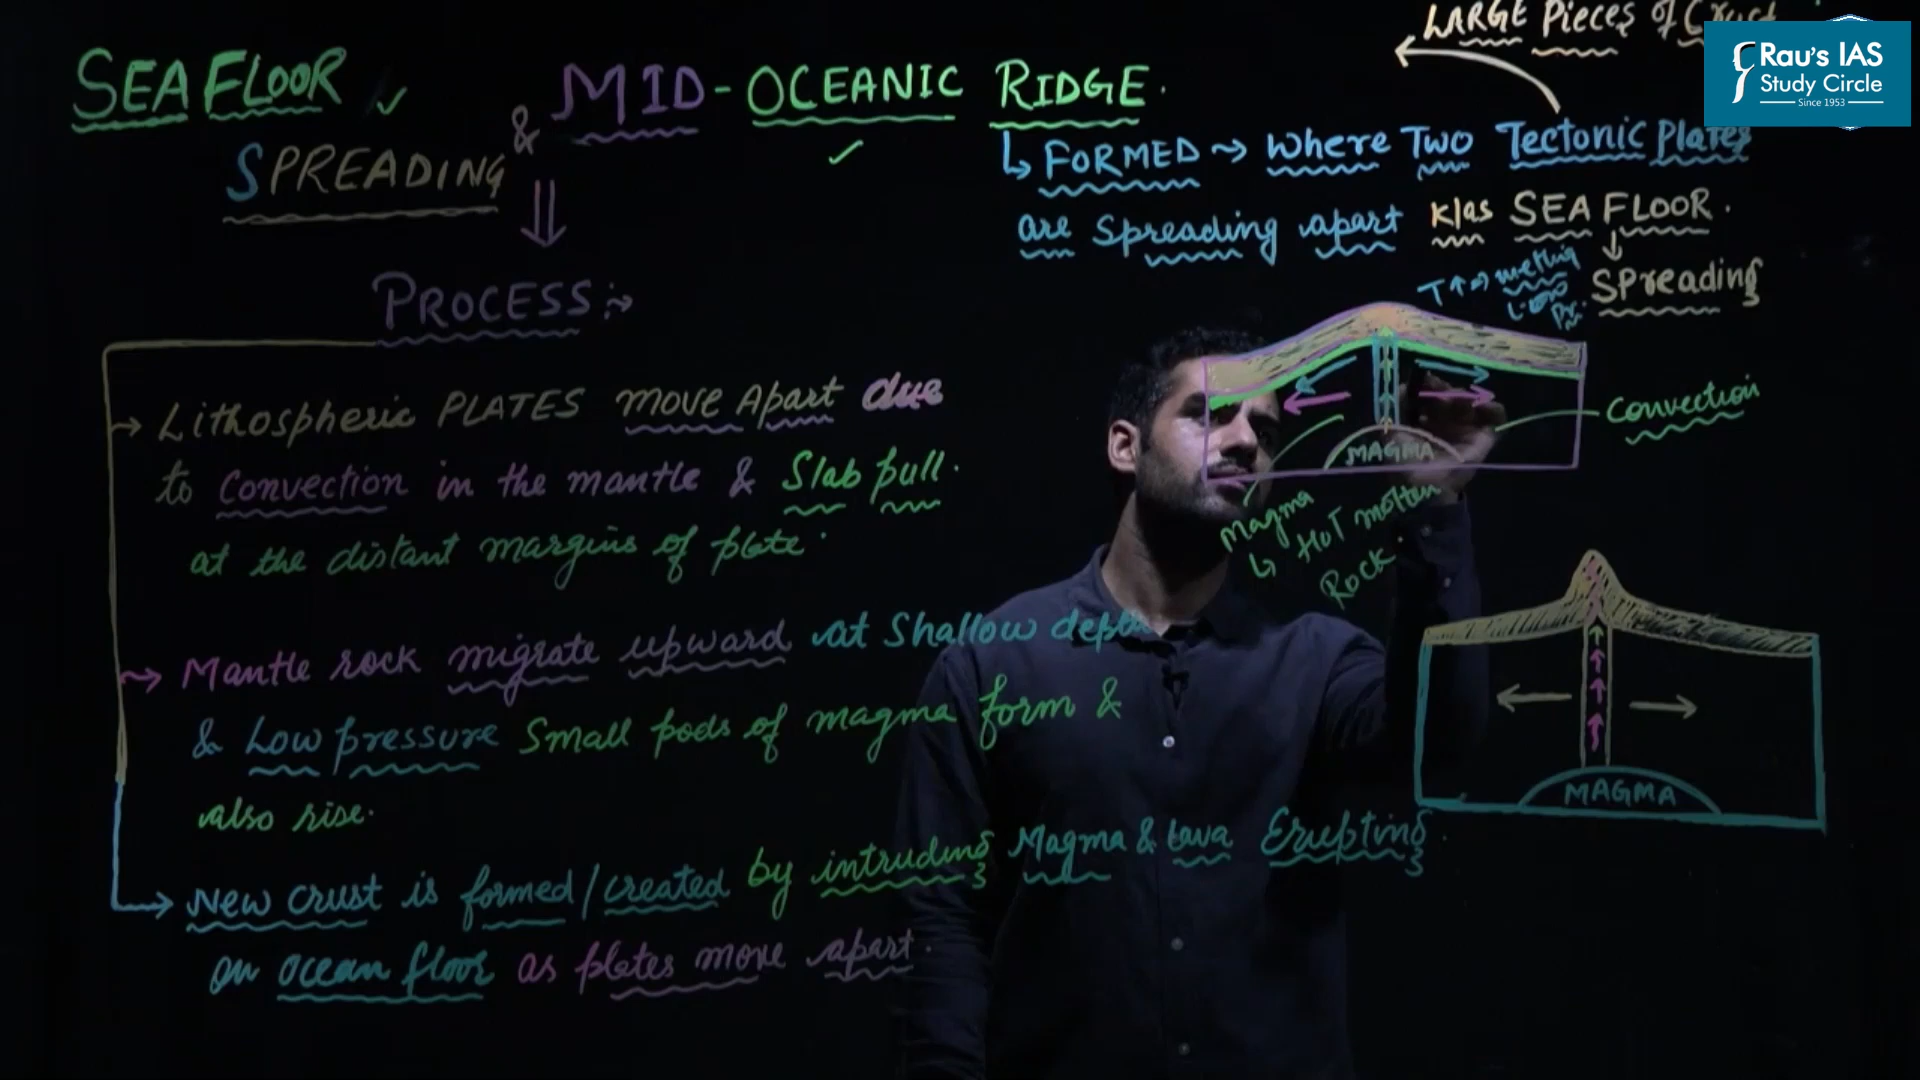 LARGE Pieces of Crust
Rau's IAS
Study Circle
Since 1953
SEA FLOOR
SPREADING
& MID-OCEANIC RIDGE.
FORMED Where Two Tectonic Plates
are Spreading apart k/as SEA FLOOR.
Spreading
T↑ => melting
Low
Pr.
PROCESS:
Lithospheric PLATES move Apart due
to Convection in the mantle & Slab pull.
at the distant margins of plate.
Convection
MAGMA
Magma
Hot molten
Rock.
Mantle rock migrate upward at Shallow depth
& Low pressure Small pods of magma form &
also rise.
MAGMA
New crust is formed/created by intruding Magma & Lava Erupting.
on ocean floor as plates move apart.